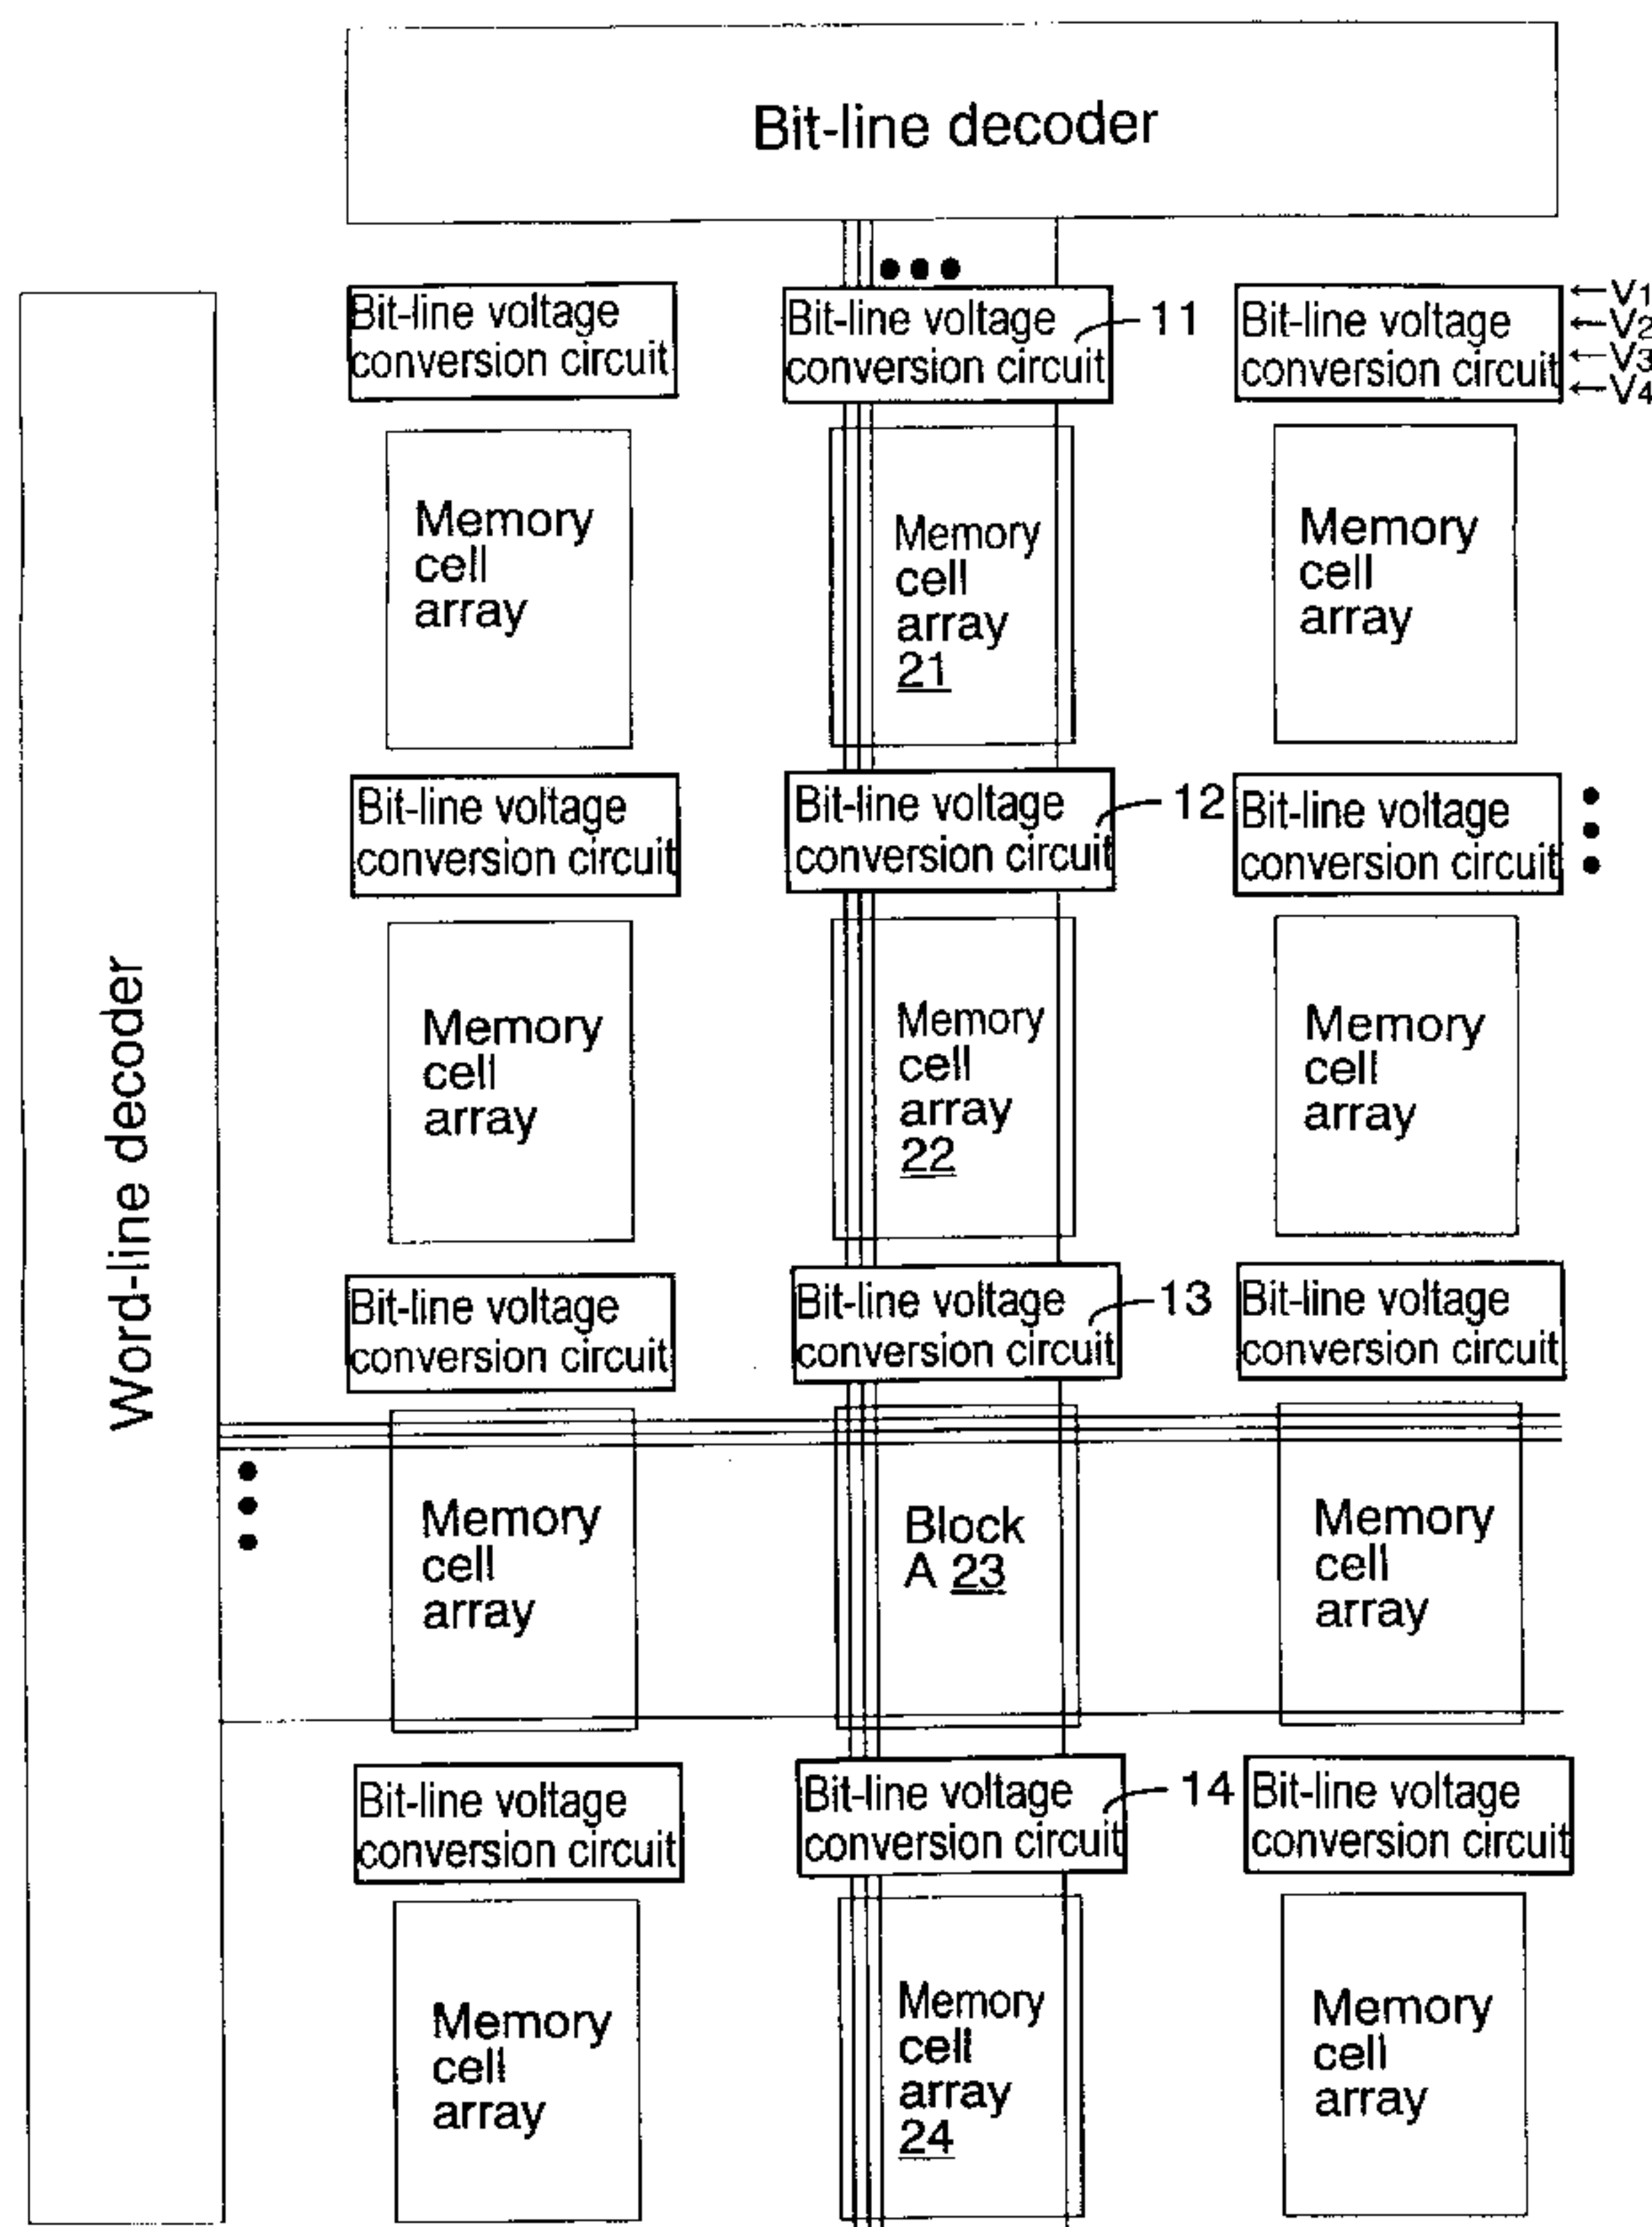 Bit-line decoder
Word-line decoder
Bit-line voltage
conversion circuit
Bit-line voltage
conversion circuit
11
Bit-line voltage
conversion circuit
V1
V2
V3
V4
Memory
cell
array
Memory
cell
array
21
Memory
cell
array
Bit-line voltage
conversion circuit
Bit-line voltage
conversion circuit
12
Bit-line voltage
conversion circuit
Memory
cell
array
Memory
cell
array
22
Memory
cell
array
Bit-line voltage
conversion circuit
Bit-line voltage
conversion circuit
13
Bit-line voltage
conversion circuit
Memory
cell
array
Block
A 23
Memory
cell
array
Bit-line voltage
conversion circuit
Bit-line voltage
conversion circuit
14
Bit-line voltage
conversion circuit
Memory
cell
array
Memory
cell
array
24
Memory
cell
array